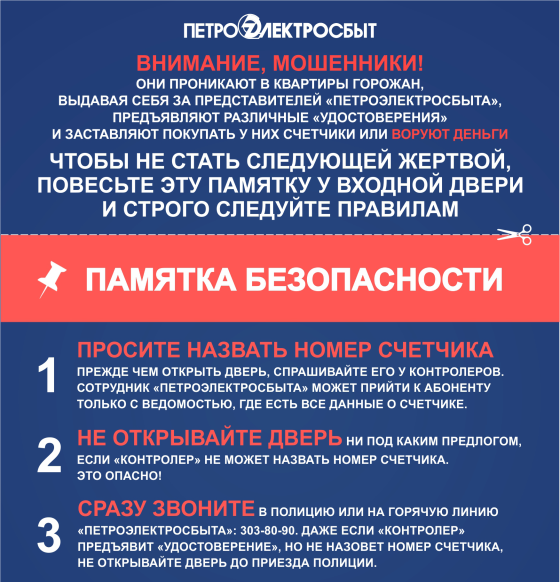 ПЕТРОЭЛЕКТРОСБЫТ
ВНИМАНИЕ, МОШЕННИКИ!
ОНИ ПРОНИКАЮТ В КВАРТИРЫ ГОРОЖАН,
ВЫДАВАЯ СЕБЯ ЗА ПРЕДСТАВИТЕЛЕЙ «ПЕТРОЭЛЕКТРОСБЫТА»,
ПРЕДЪЯВЛЯЮТ РАЗЛИЧНЫЕ «УДОСТОВЕРЕНИЯ»
И ЗАСТАВЛЯЮТ ПОКУПАТЬ У НИХ СЧЕТЧИКИ ИЛИ ВОРУЮТ ДЕНЬГИ
ЧТОБЫ НЕ СТАТЬ СЛЕДУЮЩЕЙ ЖЕРТВОЙ,
ПОВЕСЬТЕ ЭТУ ПАМЯТКУ У ВХОДНОЙ ДВЕРИ
И СТРОГО СЛЕДУЙТЕ ПРАВИЛАМ
ПАМЯТКА БЕЗОПАСНОСТИ
1 ПРОСИТЕ НАЗВАТЬ НОМЕР СЧЕТЧИКА
ПРЕЖДЕ ЧЕМ ОТКРЫТЬ ДВЕРЬ, СПРАШИВАЙТЕ ЕГО У КОНТРОЛЕРОВ.
СОТРУДНИК «ПЕТРОЭЛЕКТРОСБЫТА» МОЖЕТ ПРИЙТИ К АБОНЕНТУ
ТОЛЬКО С ВЕДОМОСТЬЮ, ГДЕ ЕСТЬ ВСЕ ДАННЫЕ О СЧЕТЧИКЕ.
2 НЕ ОТКРЫВАЙТЕ ДВЕРЬ НИ ПОД КАКИМ ПРЕДЛОГОМ,
ЕСЛИ «КОНТРОЛЕР» НЕ МОЖЕТ НАЗВАТЬ НОМЕР СЧЕТЧИКА.
ЭТО ОПАСНО!
3 СРАЗУ ЗВОНИТЕ В ПОЛИЦИЮ ИЛИ НА ГОРЯЧУЮ ЛИНИЮ
«ПЕТРОЭЛЕКТРОСБЫТА»: 303-80-90. ДАЖЕ ЕСЛИ «КОНТРОЛЕР»
ПРЕДЪЯВИТ «УДОСТОВЕРЕНИЕ», НО НЕ НАЗОВЕТ НОМЕР СЧЕТЧИКА,
НЕ ОТКРЫВАЙТЕ ДВЕРЬ ДО ПРИЕЗДА ПОЛИЦИИ.